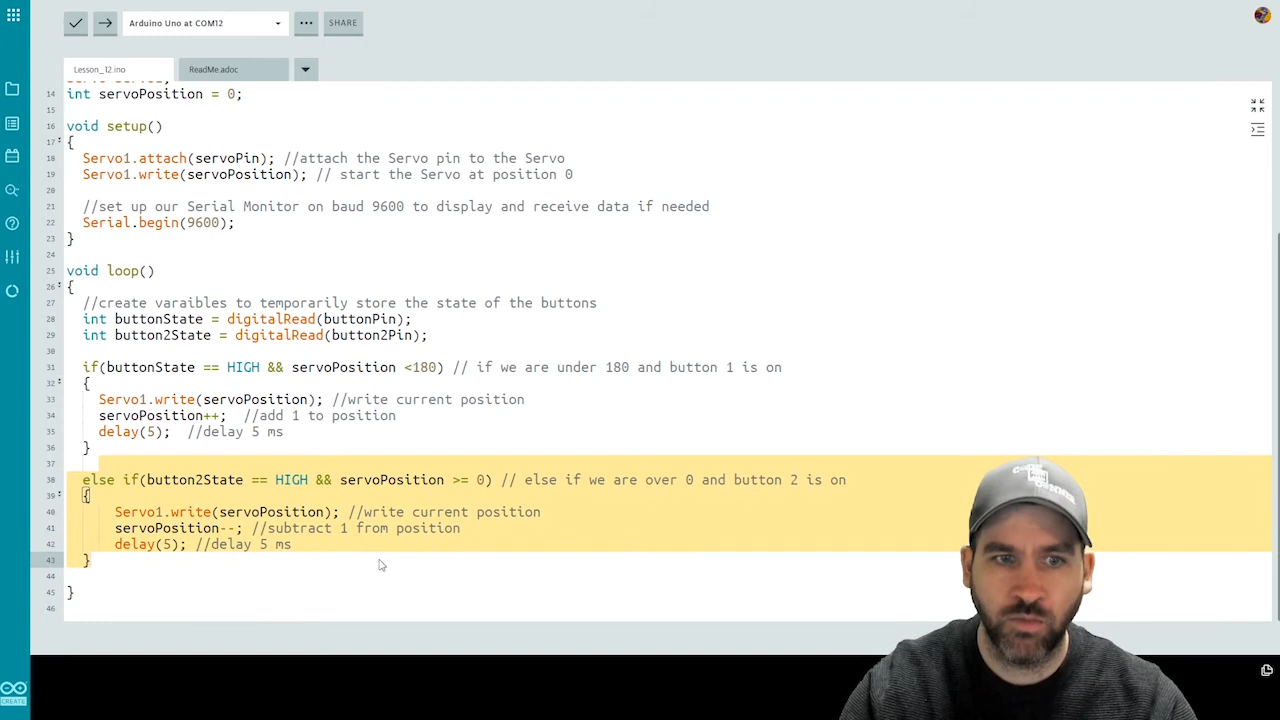 Arduino Uno at COM12
SHARE
Lesson_12.ino
ReadMe.adoc
14 int servoPosition = 0;
15
16 void setup()
17 {
18 Servo1.attach(servoPin); //attach the Servo pin to the Servo
19 Servo1.write(servoPosition); // start the Servo at position 0
20
21 //set up our Serial Monitor on baud 9600 to display and receive data if needed
22 Serial.begin(9600);
23 }
24
25 void loop()
26 {
27 //create varaibles to temporarily store the state of the buttons
28 int buttonState = digitalRead(buttonPin);
29 int button2State = digitalRead(button2Pin);
30
31 if(buttonState == HIGH && servoPosition <180) // if we are under 180 and button 1 is on
32 {
33 Servo1.write(servoPosition); //write current position
34 servoPosition++; //add 1 to position
35 delay(5); //delay 5 ms
36 }
37
38 else if(button2State == HIGH && servoPosition >= 0) // else if we are over 0 and button 2 is on
39 {
40 Servo1.write(servoPosition); //write current position
41 servoPosition--; //subtract 1 from position
42 delay(5); //delay 5 ms
43 }
44
45 }
46
CREATE